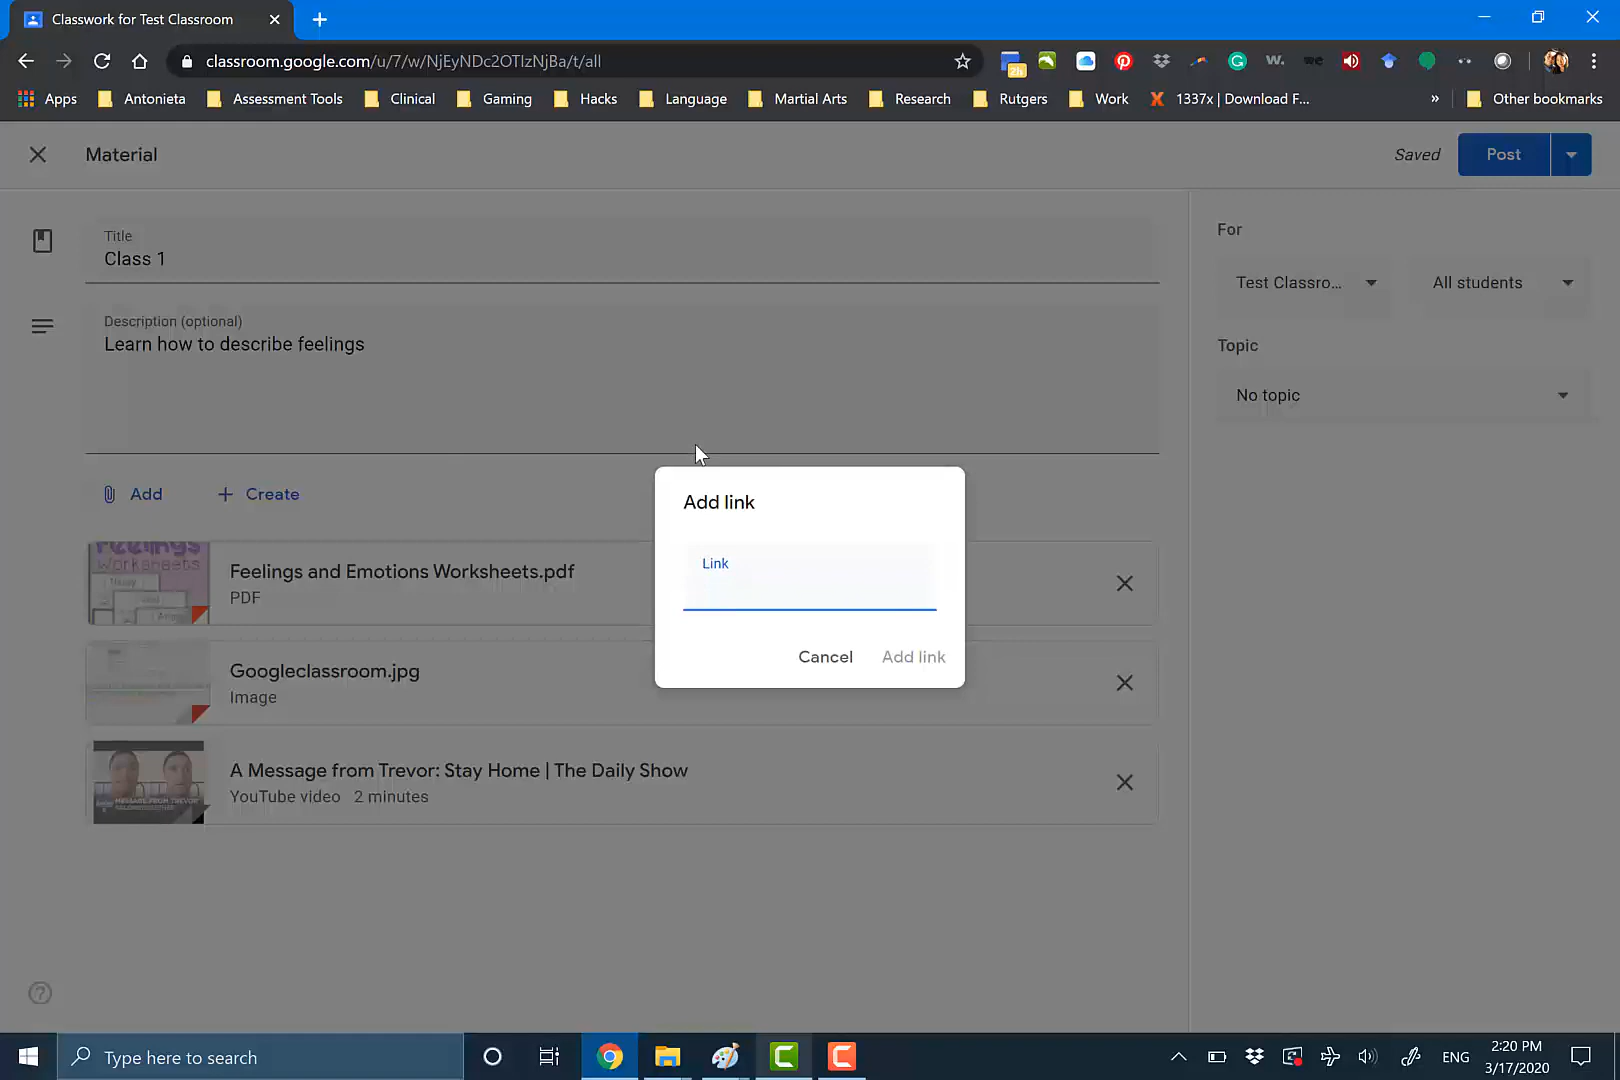 Classwork for Test Classroom
classroom.google.com/u/7/w/NjEyNDc2OTIzNjBa/t/all
2h
W.
we
Apps
Antonieta
Assessment Tools
Clinical
Gaming
Hacks
Language
Martial Arts
Research
Rutgers
Work
1337x | Download F...
»
Other bookmarks
Material
Saved
Post
Title
Class 1
Description (optional)
Learn how to describe feelings
For
Test Classro...
All students
Topic
No topic
Add
Create
Feelings
Worksheets
Feelings and Emotions Worksheets.pdf
PDF
Googleclassroom.jpg
Image
A Message from Trevor: Stay Home | The Daily Show
YouTube video 2 minutes
Add link
Link
Cancel
Add link
Type here to search
ENG
2:20 PM
3/17/2020